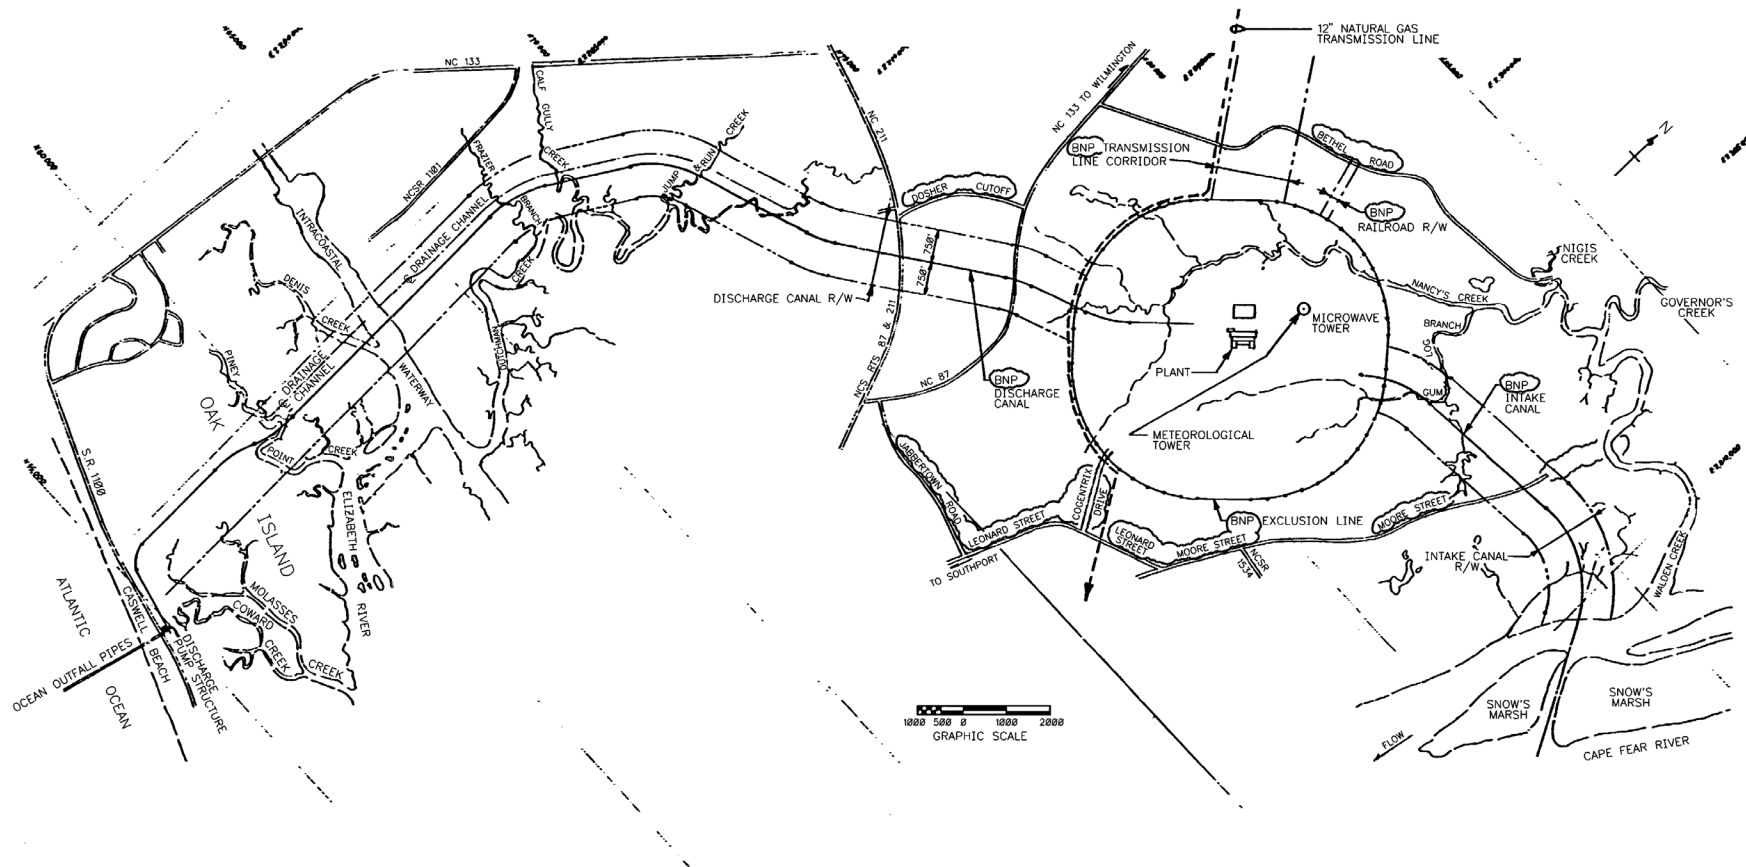 12" NATURAL GAS
TRANSMISSION LINE
NC 133
CALF
GULLY
CREEK
NC 211
NC 133 TO WILMINGTON
BNP TRANSMISSION
LINE CORRIDOR
BETHEL
ROAD
N
FRAZIER
BRANCH
NCSR 1101
JUMP & RUN CREEK
DOSHER CUTOFF
BNP
RAILROAD R/W
NIGIS
CREEK
INTRACOASTAL
WATERWAY
℄ DRAINAGE CHANNEL
750'
750'
DISCHARGE CANAL R/W
NANCY'S CREEK
GOVERNOR'S
CREEK
DENIS
CREEK
DUTCHMAN
CREEK
MICROWAVE
TOWER
PLANT
GUM
LOG
BRANCH
PINEY
POINT
CREEK
℄ DRAINAGE
CHANNEL
NCS RTS 87 & 211
NC 87
BNP
DISCHARGE
CANAL
BNP
INTAKE
CANAL
METEOROLOGICAL
TOWER
OAK
ISLAND
S.R. 1100
JABBERTOWN
ROAD
COGENTRIX
DRIVE
LEONARD STREET
LEONARD
STREET
MOORE STREET
MOORE STREET
BNP EXCLUSION LINE
NCSR
1534
TO SOUTHPORT
INTAKE CANAL
R/W
WALDEN CREEK
ELIZABETH
RIVER
MOLASSES
CREEK
COWARD
CREEK
ATLANTIC
OCEAN
CASWELL
BEACH
DISCHARGE
PUMP STRUCTURE
OCEAN OUTFALL PIPES
1000 500 0 1000 2000
GRAPHIC SCALE
SNOW'S
MARSH
SNOW'S
MARSH
FLOW
CAPE FEAR RIVER